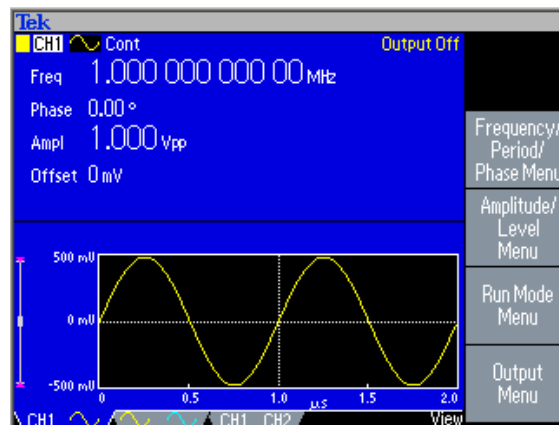 Tek
CH1 Cont Output Off
Freq 1.000 000 000 00 MHz
Phase 0.00 °
Ampl 1.000 Vpp
Offset 0 mV
Frequency/
Period/
Phase Menu
Amplitude/
Level
Menu
Run Mode
Menu
Output
Menu
500 mV
0 mV
-500 mV
0 0.5 1.0 μs 1.5 2.0
CH1 CH1 CH2 View